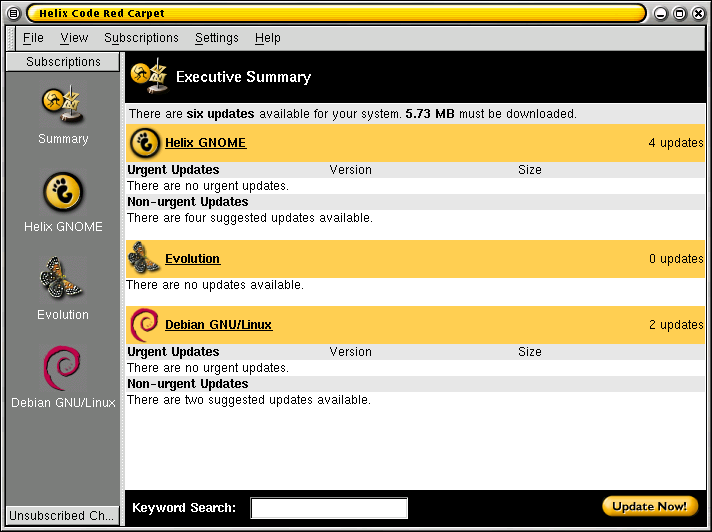 Helix Code Red Carpet
File View Subscriptions Settings Help
Subscriptions
Summary
Helix GNOME
Evolution
Debian GNU/Linux
Unsubscribed Ch...
Executive Summary
There are six updates available for your system. 5.73 MB must be downloaded.
Helix GNOME 4 updates
Urgent Updates Version Size
There are no urgent updates.
Non-urgent Updates
There are four suggested updates available.
Evolution 0 updates
There are no updates available.
Debian GNU/Linux 2 updates
Urgent Updates Version Size
There are no urgent updates.
Non-urgent Updates
There are two suggested updates available.
Keyword Search: Update Now!